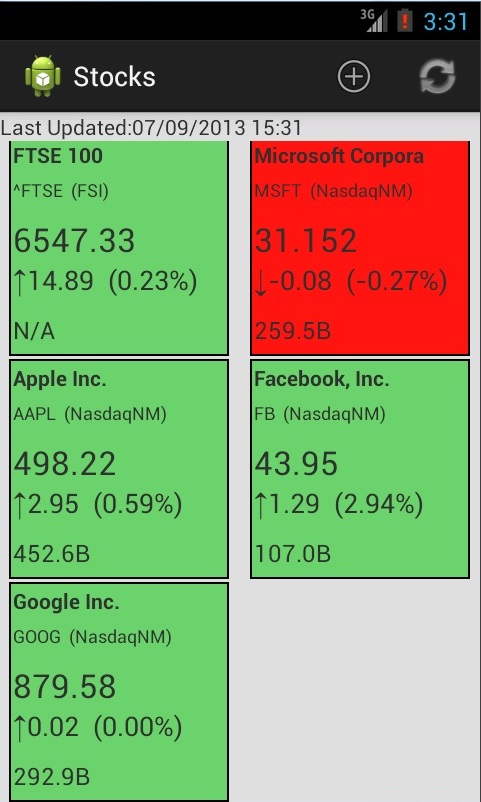 3G 3:31
Stocks
Last Updated:07/09/2013 15:31
FTSE 100
^FTSE (FSI)
6547.33
↑14.89 (0.23%)
N/A
Microsoft Corpora
MSFT (NasdaqNM)
31.152
↓-0.08 (-0.27%)
259.5B
Apple Inc.
AAPL (NasdaqNM)
498.22
↑2.95 (0.59%)
452.6B
Facebook, Inc.
FB (NasdaqNM)
43.95
↑1.29 (2.94%)
107.0B
Google Inc.
GOOG (NasdaqNM)
879.58
↑0.02 (0.00%)
292.9B